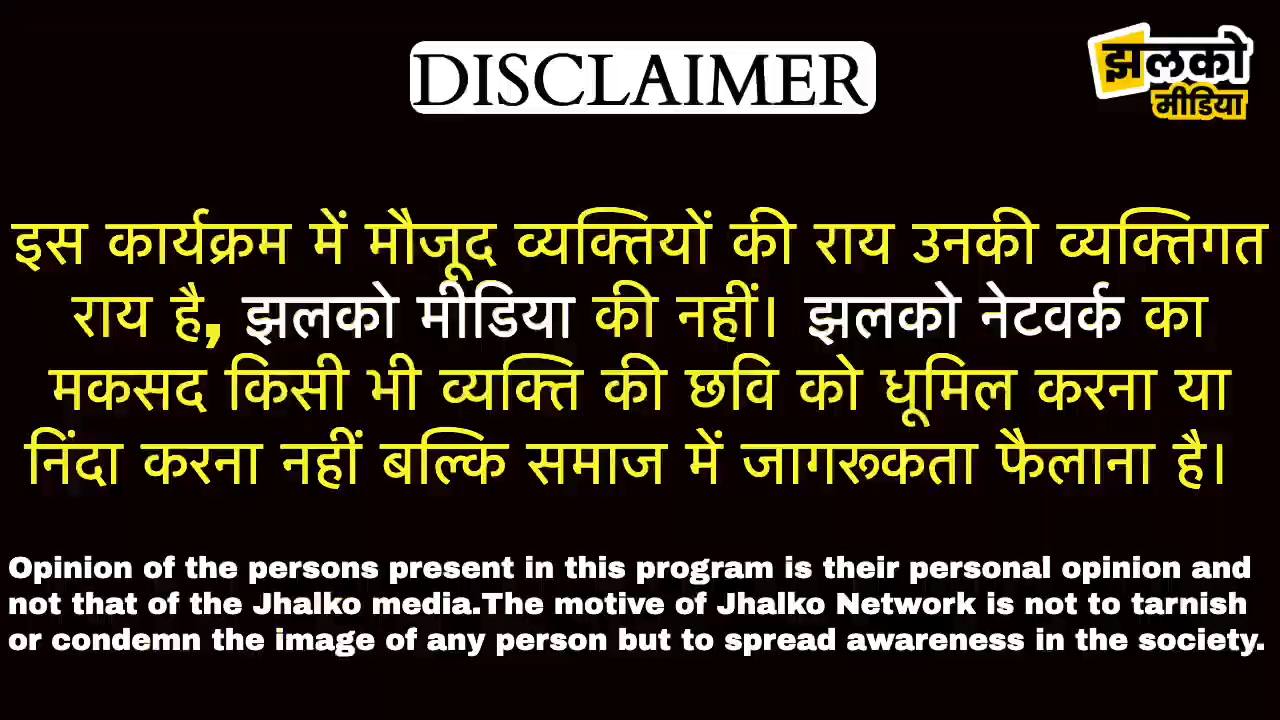 DISCLAIMER
झलको
मीडिया
इस कार्यक्रम में मौजूद व्यक्तियों की राय उनकी व्यक्तिगत
राय है, झलको मीडिया की नहीं। झलको नेटवर्क का
मकसद किसी भी व्यक्ति की छवि को धूमिल करना या
निंदा करना नहीं बल्कि समाज में जागरूकता फैलाना है।
Opinion of the persons present in this program is their personal opinion and
not that of the Jhalko media.The motive of Jhalko Network is not to tarnish
or condemn the image of any person but to spread awareness in the society.